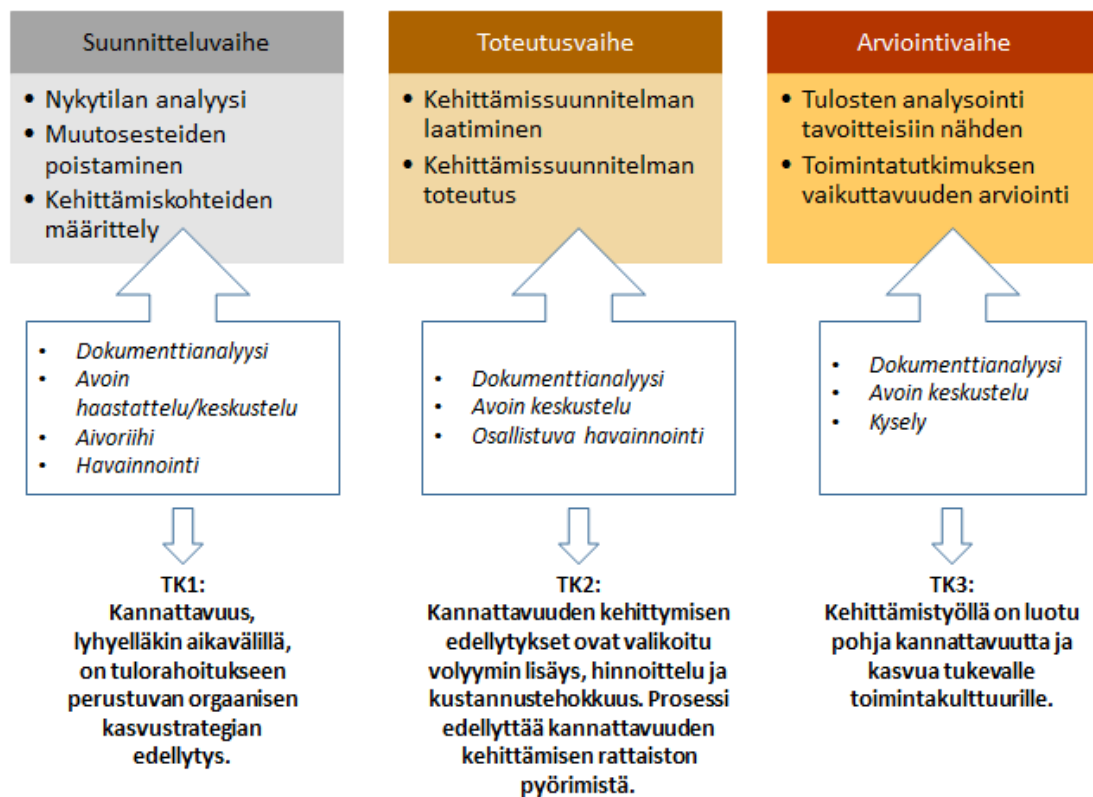 Suunnitteluvaihe
• Nykytilan analyysi
• Muutosesteiden
poistaminen
• Kehittämiskohteiden
määrittely
• Dokumenttianalyysi
• Avoin
haastattelu/keskustelu
• Aivoriihi
• Havainnointi
TK1:
Kannattavuus,
lyhyelläkin aikavälillä,
on tulorahoitukseen
perustuvan orgaanisen
kasvustrategian
edellytys.
Toteutusvaihe
• Kehittämissuunnitelman
laatiminen
• Kehittämissuunnitelman
toteutus
• Dokumenttianalyysi
• Avoin keskustelu
• Osallistuva havainnointi
TK2:
Kannattavuuden kehittymisen
edellytykset ovat valikoitu
volyymin lisäys, hinnoittelu ja
kustannustehokkuus. Prosessi
edellyttää kannattavuuden
kehittämisen rattaiston
pyörimistä.
Arviointivaihe
• Tulosten analysointi
tavoitteisiin nähden
• Toimintatutkimuksen
vaikuttavuuden arviointi
• Dokumenttianalyysi
• Avoin keskustelu
• Kysely
TK3:
Kehittämistyöllä on luotu
pohja kannattavuutta ja
kasvua tukevalle
toimintakulttuurille.